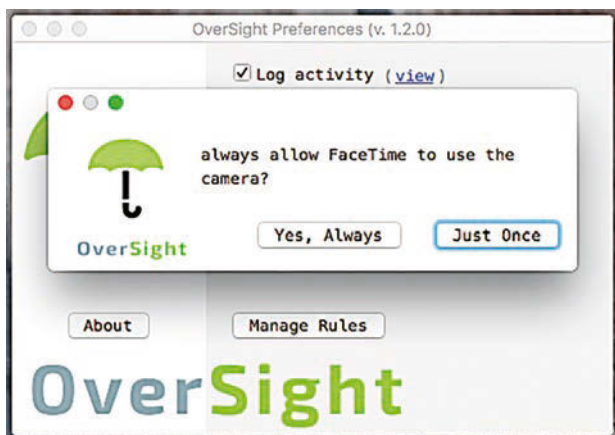 OverSight Preferences (v. 1.2.0)
Log activity (view)
always allow FaceTime to use the
camera?
OverSight
Yes, Always
Just Once
About
Manage Rules
OverSight